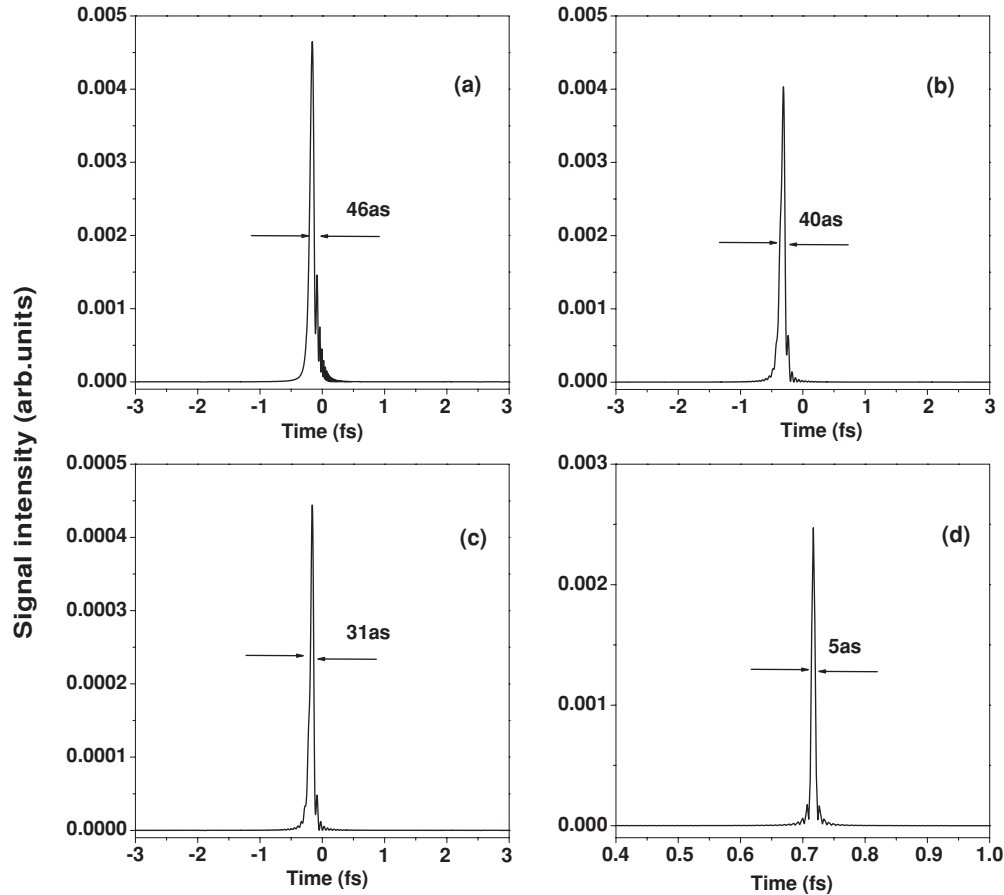 Signal intensity (arb.units)
0.005
0.004
0.003
0.002
0.001
0.000
(a)
46as
-3 -2 -1 0 1 2 3
Time (fs)
0.005
0.004
0.003
0.002
0.001
0.000
(b)
40as
-3 -2 -1 0 1 2 3
Time (fs)
0.0005
0.0004
0.0003
0.0002
0.0001
0.0000
(c)
31as
-3 -2 -1 0 1 2 3
Time (fs)
0.003
0.002
0.001
0.000
(d)
5as
0.4 0.5 0.6 0.7 0.8 0.9 1.0
Time (fs)